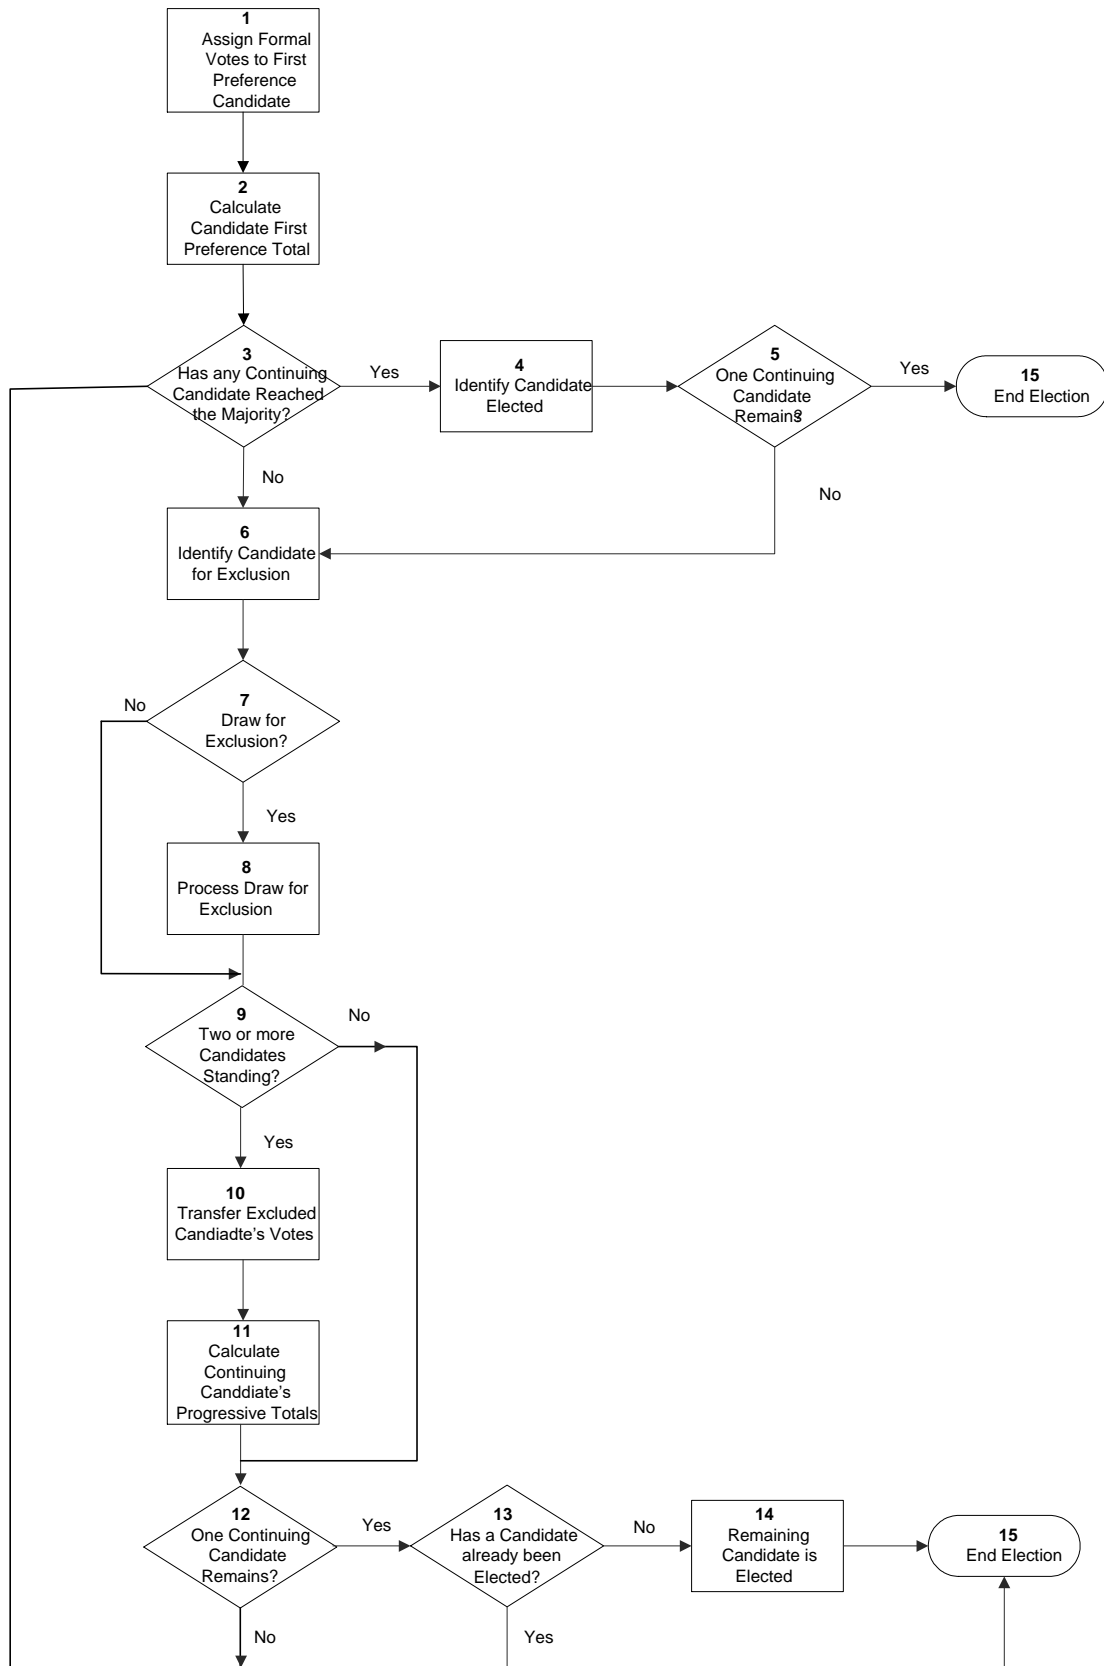 1
Assign Formal
Votes to First
Preference
Candidate
2
Calculate
Candidate First
Preference Total
3
Has any Continuing
Candidate Reached
the Majority?
Yes
4
Identify Candidate
Elected
5
One Continuing
Candidate
Remains?
Yes
15
End Election
No
No
6
Identify Candidate
for Exclusion
7
Draw for
Exclusion?
No
Yes
8
Process Draw for
Exclusion
9
Two or more
Candidates
Standing?
No
Yes
10
Transfer Excluded
Candiadte's Votes
11
Calculate
Continuing
Canddiate's
Progressive Totals
12
One Continuing
Candidate
Remains?
Yes
13
Has a Candidate
already been
Elected?
No
14
Remaining
Candidate is
Elected
15
End Election
No
Yes